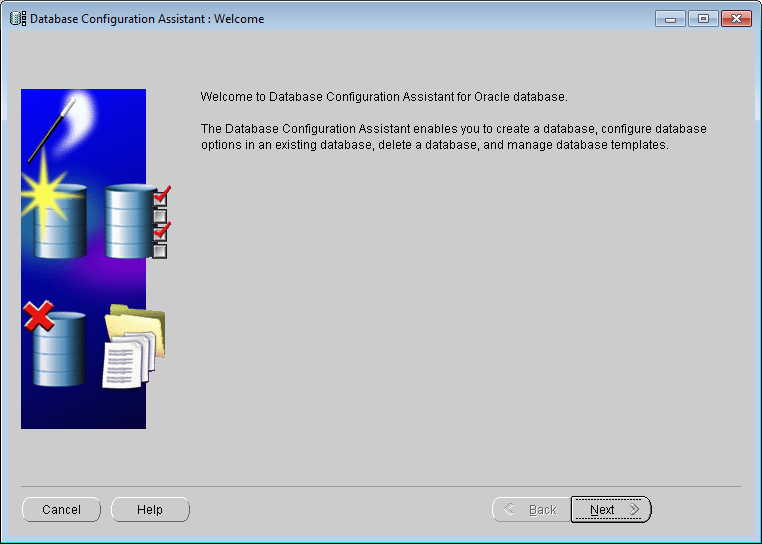 Database Configuration Assistant : Welcome
Welcome to Database Configuration Assistant for Oracle database.
The Database Configuration Assistant enables you to create a database, configure database
options in an existing database, delete a database, and manage database templates.
Cancel
Help
Back
Next